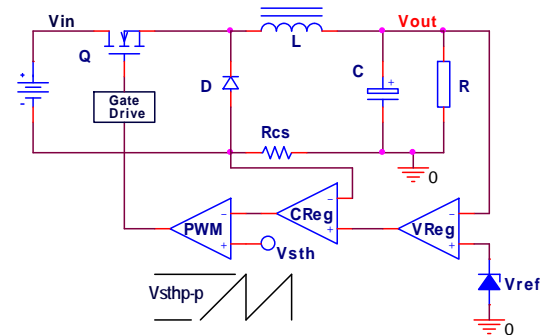 Vin
Vout
Q
L
C
D
R
Gate
Drive
Rcs
+
-
+
0
-
+
PWM
-
+
CReg
-
+
VReg
Vsth
Vsthp-p
Vref
0